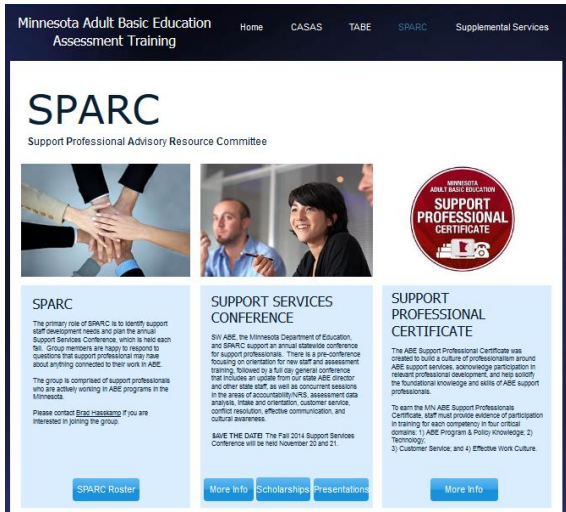 Minnesota Adult Basic Education
Assessment Training
Home CASAS TABE SPARC Supplemental Services
SPARC
Support Professional Advisory Resource Committee
MINNESOTA
ADULT BASIC EDUCATION
SUPPORT
PROFESSIONAL
CERTIFICATE
SPARC
The primary role of SPARC is to identify support
staff development needs and plan the annual
Support Services Conference, which is held each
fall. Group members are happy to respond to
questions that support professional may have
about anything connected to their work in ABE.
The group is comprised of support professionals
who are actively working in ABE programs in the
Minnesota.
Please contact Brad Hasskamp if you are
interested in joining the group.
SPARC Roster
SUPPORT SERVICES
CONFERENCE
SW ABE, the Minnesota Department of Education,
and SPARC support an annual statewide conference
for support professionals. There is a pre-conference
focusing on orientation for new staff and assessment
training, followed by a full day general conference
that includes an update from our state ABE director
and other state staff, as well as concurrent sessions
in the areas of accountability/NRS, assessment data
analysis, intake and orientation, customer service,
conflict resolution, effective communication, and
cultural awareness.
SAVE THE DATE! The Fall 2014 Support Services
Conference will be held November 20 and 21.
More Info Scholarships Presentations
SUPPORT
PROFESSIONAL
CERTIFICATE
The ABE Support Professional Certificate was
created to build a culture of professionalism around
ABE support services, acknowledge participation in
relevant professional development, and help solidify
the foundational knowledge and skills of ABE support
professionals.
To earn the MN ABE Support Professionals
Certificate, staff must provide evidence of participation
in training for each competency in four critical
domains: 1) ABE Program & Policy Knowledge; 2)
Technology;
3) Customer Service; and 4) Effective Work Culture.
More Info